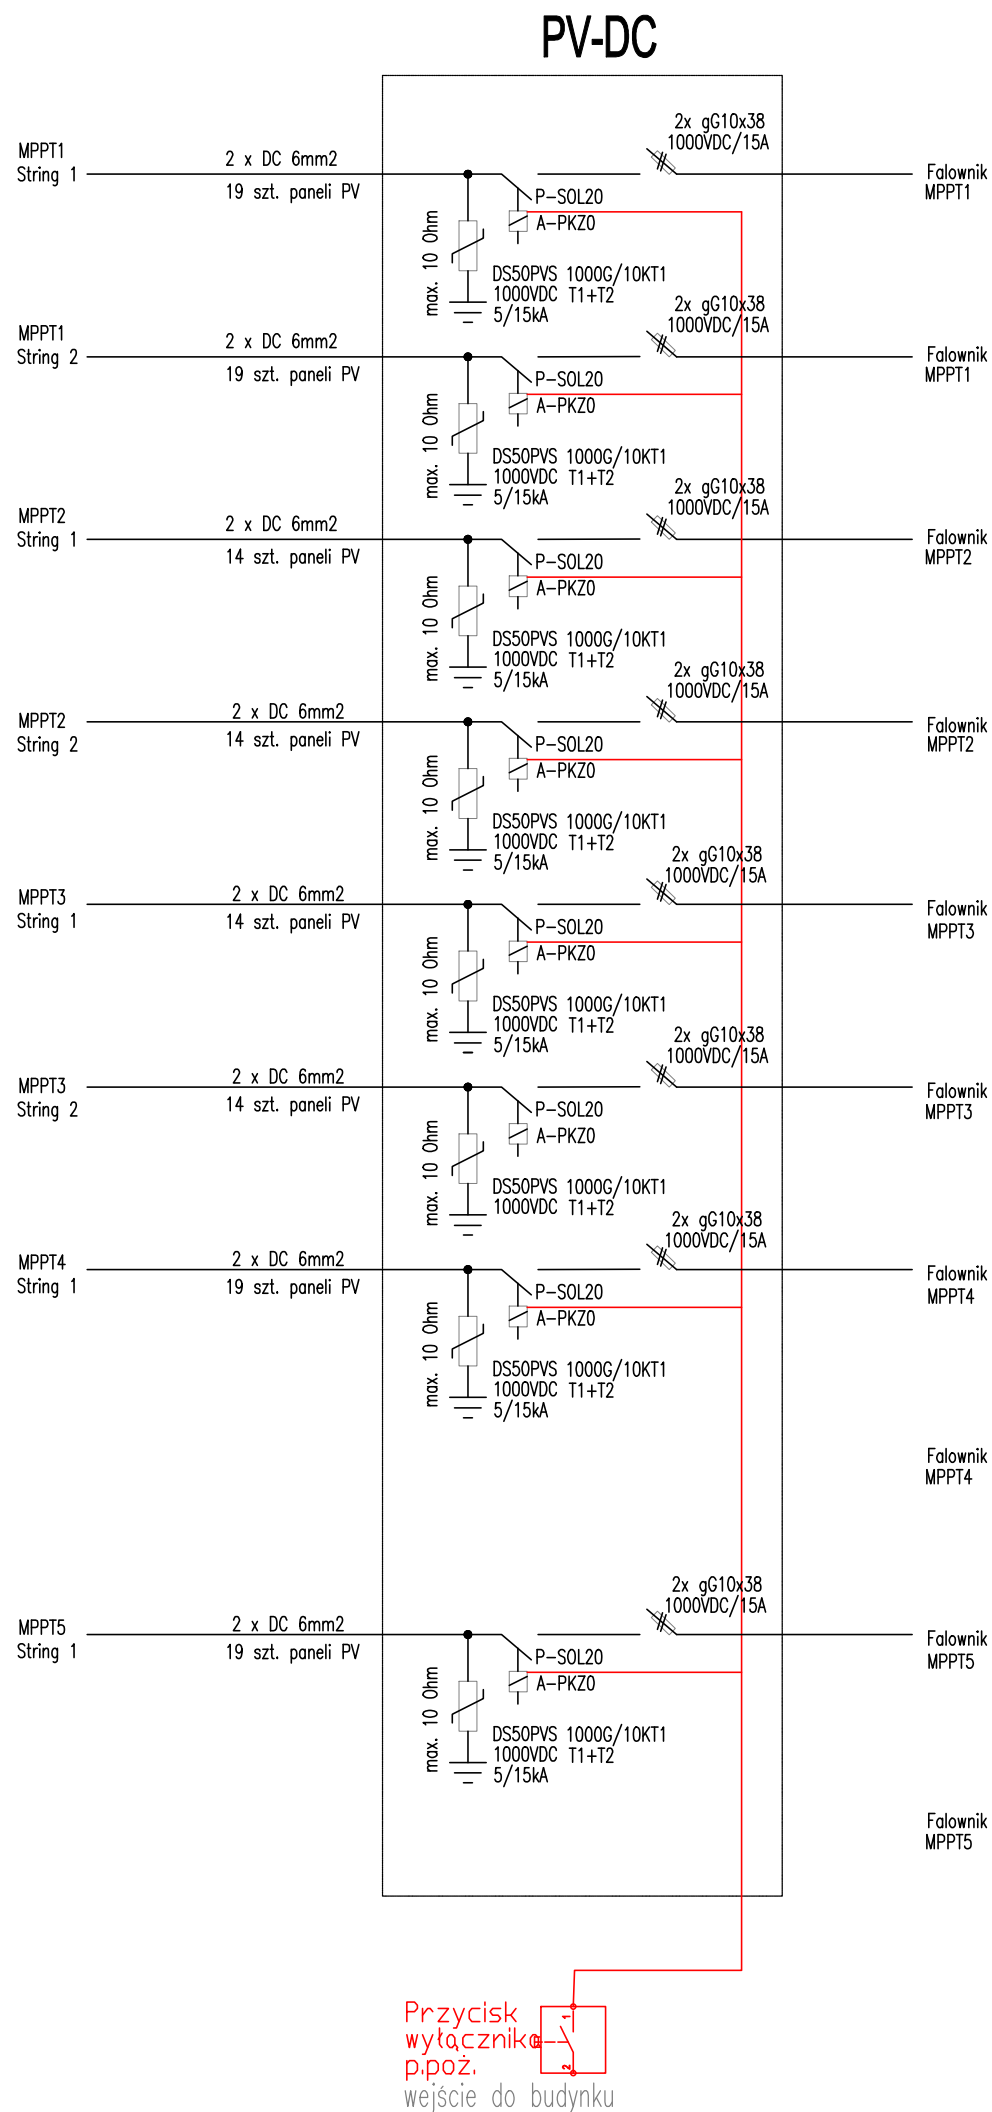 PV-DC
MPPT1
String 1
2 x DC 6mm2
19 szt. paneli PV
2x gG10x38
1000VDC/15A
Falownik
MPPT1
P-SOL20
A-PKZ0
max. 10 Ohm
DS50PVS 1000G/10KT1
1000VDC T1+T2
5/15kA
MPPT1
String 2
2 x DC 6mm2
19 szt. paneli PV
2x gG10x38
1000VDC/15A
Falownik
MPPT1
P-SOL20
A-PKZ0
max. 10 Ohm
DS50PVS 1000G/10KT1
1000VDC T1+T2
5/15kA
MPPT2
String 1
2 x DC 6mm2
14 szt. paneli PV
2x gG10x38
1000VDC/15A
Falownik
MPPT2
P-SOL20
A-PKZ0
max. 10 Ohm
DS50PVS 1000G/10KT1
1000VDC T1+T2
5/15kA
MPPT2
String 2
2 x DC 6mm2
14 szt. paneli PV
2x gG10x38
1000VDC/15A
Falownik
MPPT2
P-SOL20
A-PKZ0
max. 10 Ohm
DS50PVS 1000G/10KT1
1000VDC T1+T2
5/15kA
MPPT3
String 1
2 x DC 6mm2
14 szt. paneli PV
2x gG10x38
1000VDC/15A
Falownik
MPPT3
P-SOL20
A-PKZ0
max. 10 Ohm
DS50PVS 1000G/10KT1
1000VDC T1+T2
5/15kA
MPPT3
String 2
2 x DC 6mm2
14 szt. paneli PV
2x gG10x38
1000VDC/15A
Falownik
MPPT3
P-SOL20
A-PKZ0
max. 10 Ohm
DS50PVS 1000G/10KT1
1000VDC T1+T2
MPPT4
String 1
2 x DC 6mm2
19 szt. paneli PV
2x gG10x38
1000VDC/15A
Falownik
MPPT4
P-SOL20
A-PKZ0
max. 10 Ohm
DS50PVS 1000G/10KT1
1000VDC T1+T2
5/15kA
Falownik
MPPT4
MPPT5
String 1
2 x DC 6mm2
19 szt. paneli PV
2x gG10x38
1000VDC/15A
Falownik
MPPT5
P-SOL20
A-PKZ0
max. 10 Ohm
DS50PVS 1000G/10KT1
1000VDC T1+T2
5/15kA
Falownik
MPPT5
Przycisk
wyłącznika
p.poż.
wejście do budynku
1
2